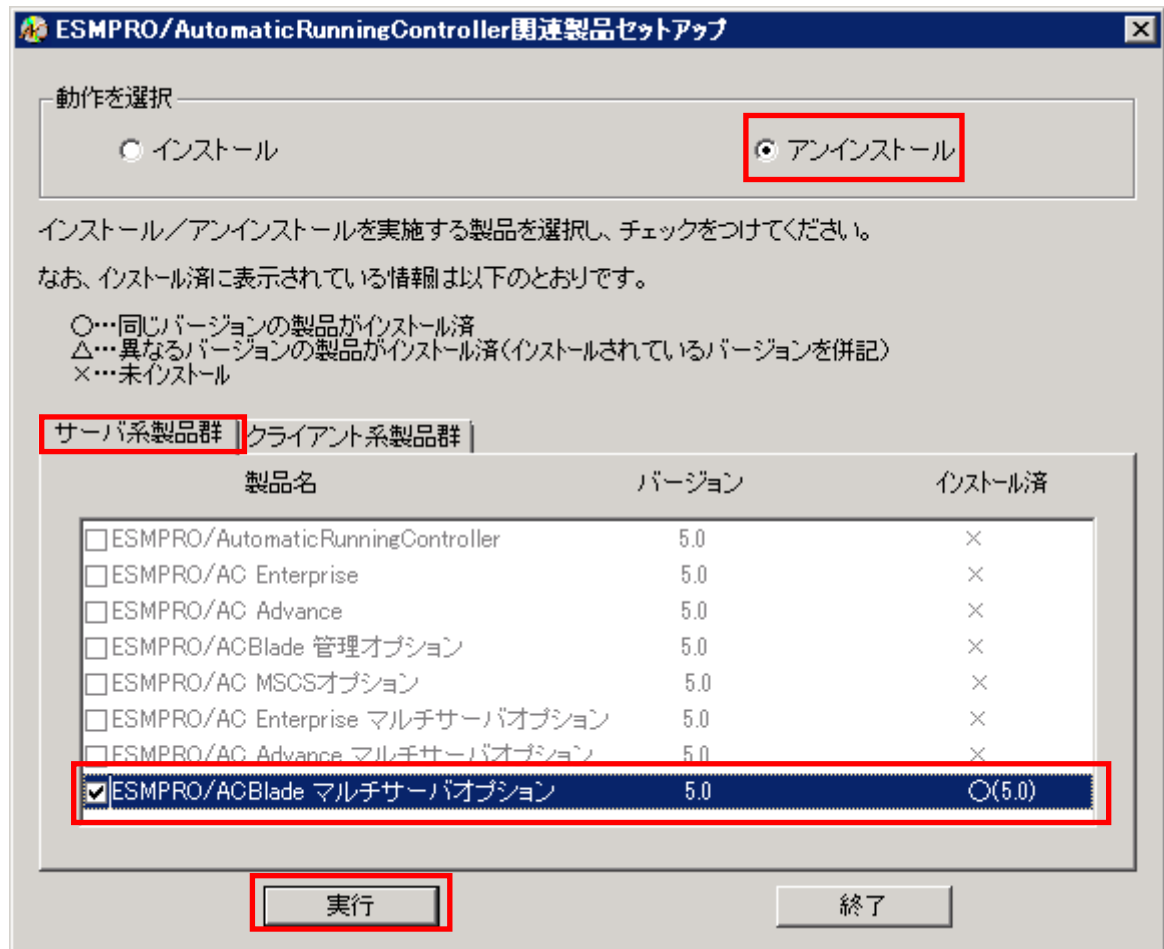 ESMPRO/AutomaticRunningController関連製品セットアップ
動作を選択
インストール アンインストール
インストール／アンインストールを実施する製品を選択し、チェックをつけてください。
なお、インストール済に表示されている情報は以下のとおりです。
○…同じバージョンの製品がインストール済
△…異なるバージョンの製品がインストール済(インストールされているバージョンを併記)
×…未インストール
サーバ系製品群 クライアント系製品群
製品名 バージョン インストール済
ESMPRO/AutomaticRunningController 5.0 ×
ESMPRO/AC Enterprise 5.0 ×
ESMPRO/AC Advance 5.0 ×
ESMPRO/ACBlade 管理オプション 5.0 ×
ESMPRO/AC MSCSオプション 5.0 ×
ESMPRO/AC Enterprise マルチサーバオプション 5.0 ×
ESMPRO/AC Advance マルチサーバオプション 5.0 ×
ESMPRO/ACBlade マルチサーバオプション 5.0 ○(5.0)
実行 終了